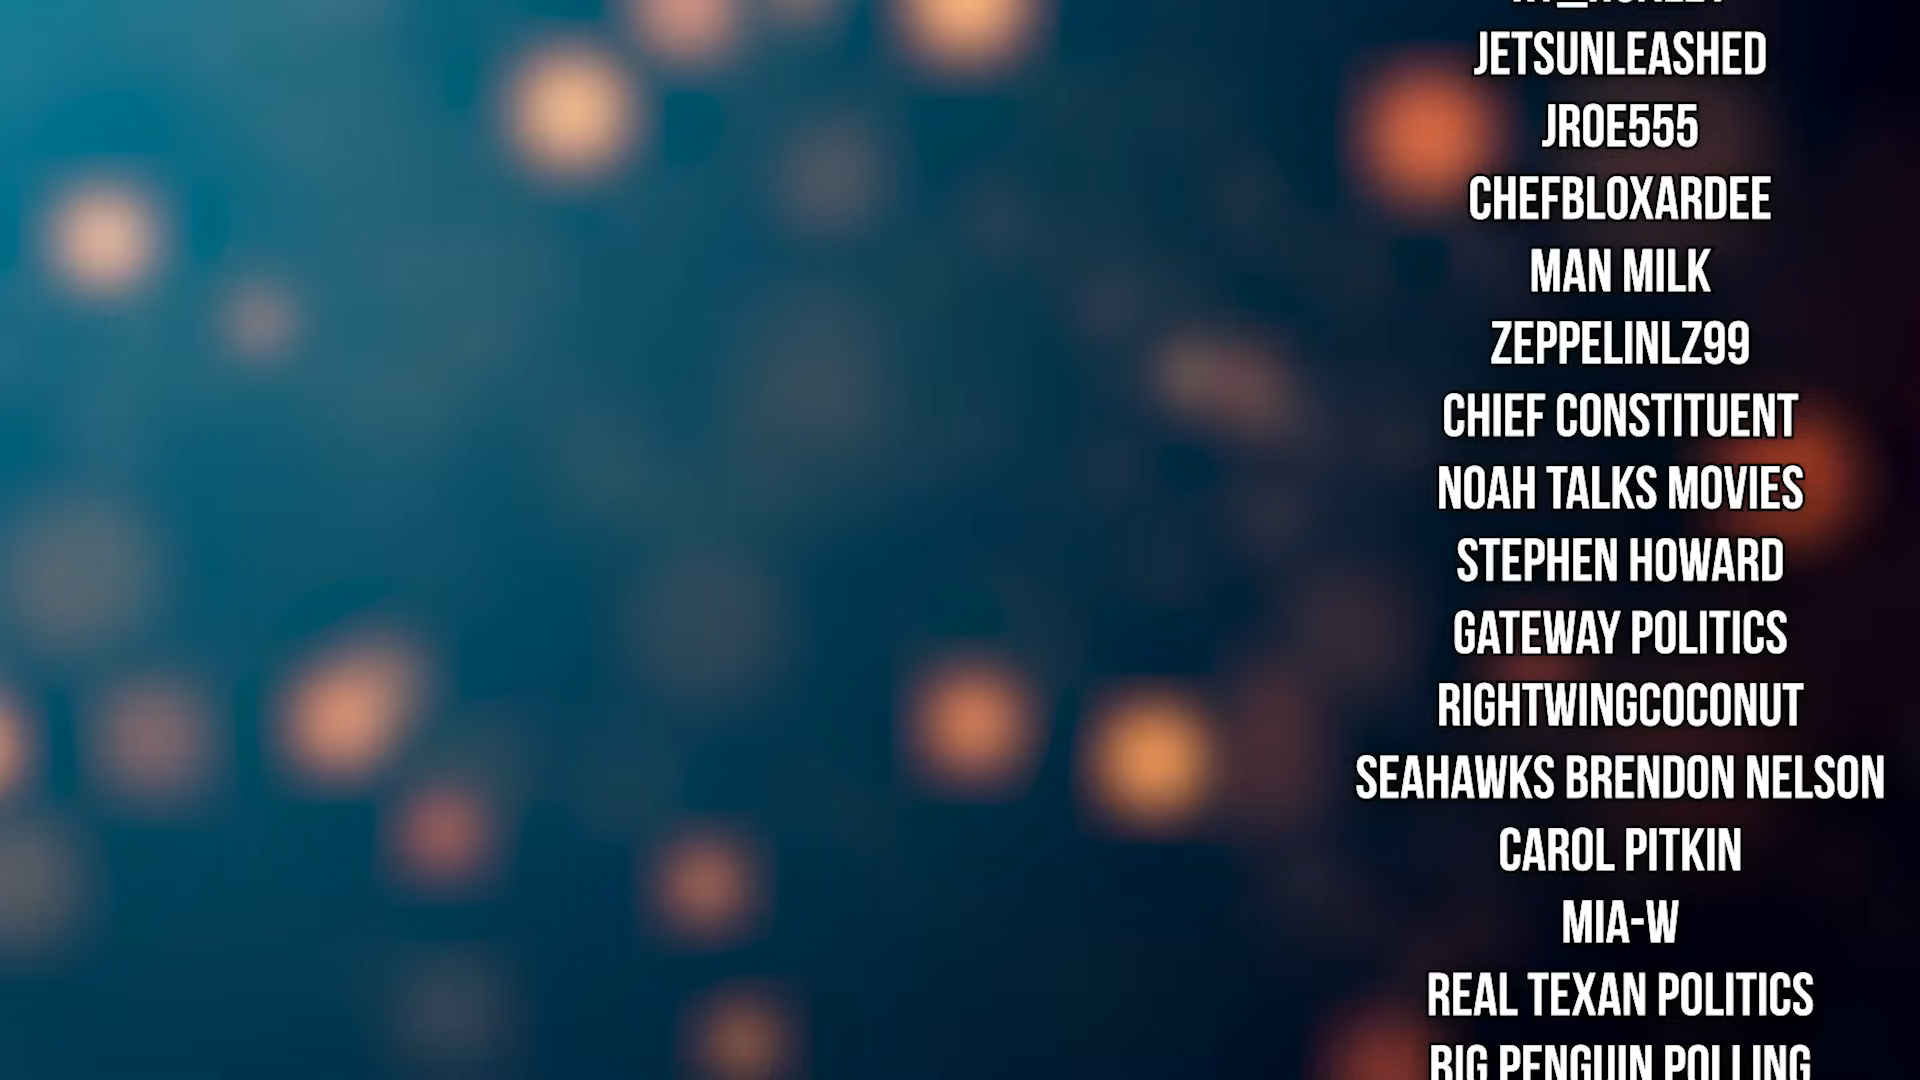 JETSUNLEASHED
JROE555
CHEFBLOXARDEE
MAN MILK
ZEPPELINLZ99
CHIEF CONSTITUENT
NOAH TALKS MOVIES
STEPHEN HOWARD
GATEWAY POLITICS
RIGHTWINGCOCONUT
SEAHAWKS BRENDON NELSON
CAROL PITKIN
MIA-W
REAL TEXAN POLITICS
BIG PENGUIN POLLING